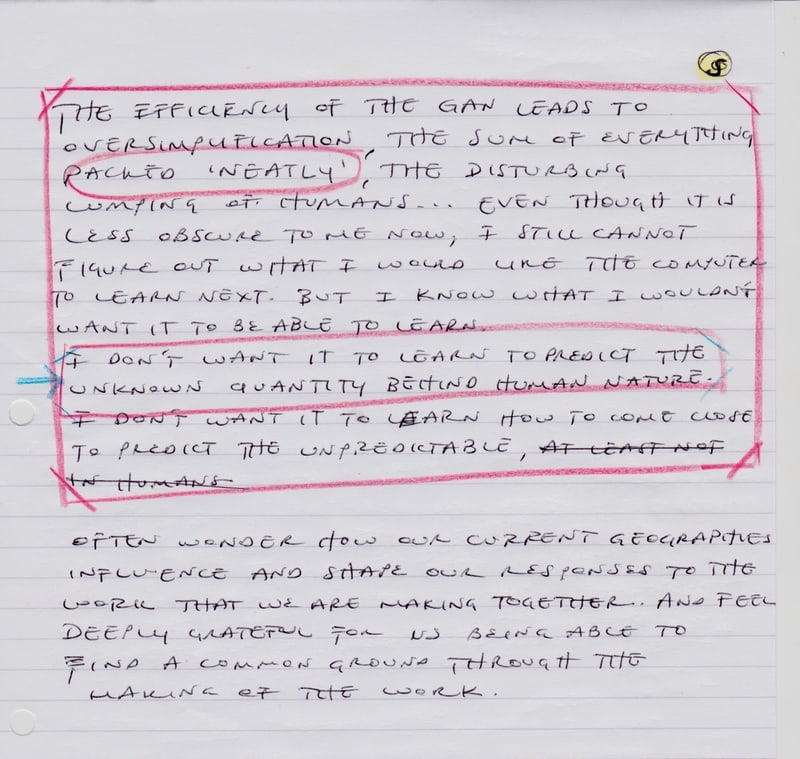 THE EFFICIENCY OF THE GAN LEADS TO
OVERSIMPLIFICATION, THE SUM OF EVERYTHING
PACKED 'NEATLY', THE DISTURBING
LUMPING OF HUMANS... EVEN THOUGH IT IS
LESS OBSCURE TO ME NOW, I STILL CANNOT
FIGURE OUT WHAT I WOULD LIKE THE COMPUTER
TO LEARN NEXT. BUT I KNOW WHAT I WOULDN'T
WANT IT TO BE ABLE TO LEARN.
I DON'T WANT IT TO LEARN TO PREDICT THE
UNKNOWN QUANTITY BEHIND HUMAN NATURE.
I DON'T WANT IT TO LEARN HOW TO COME CLOSE
TO PREDICT THE UNPREDICTABLE, AT LEAST NOT
IN HUMANS
OFTEN WONDER HOW OUR CURRENT GEOGRAPHIES
INFLUENCE AND SHAPE OUR RESPONSES TO THE
WORK THAT WE ARE MAKING TOGETHER.. AND FEEL
DEEPLY GRATEFUL FOR US BEING ABLE TO
FIND A COMMON GROUND THROUGH THE
MAKING OF THE WORK.